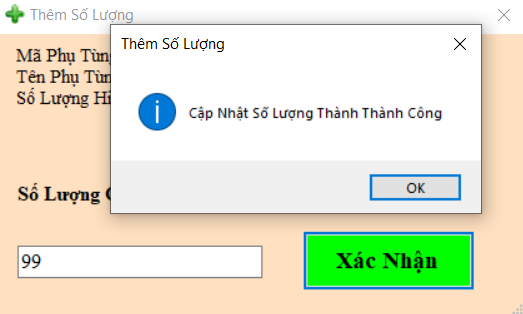 Thêm Số Lượng
Thêm Số Lượng
Mã Phụ Tùng
Tên Phụ Tùn
Số Lượng Hi
Cập Nhật Số Lượng Thành Thành Công
OK
Số Lượng
99
Xác Nhận